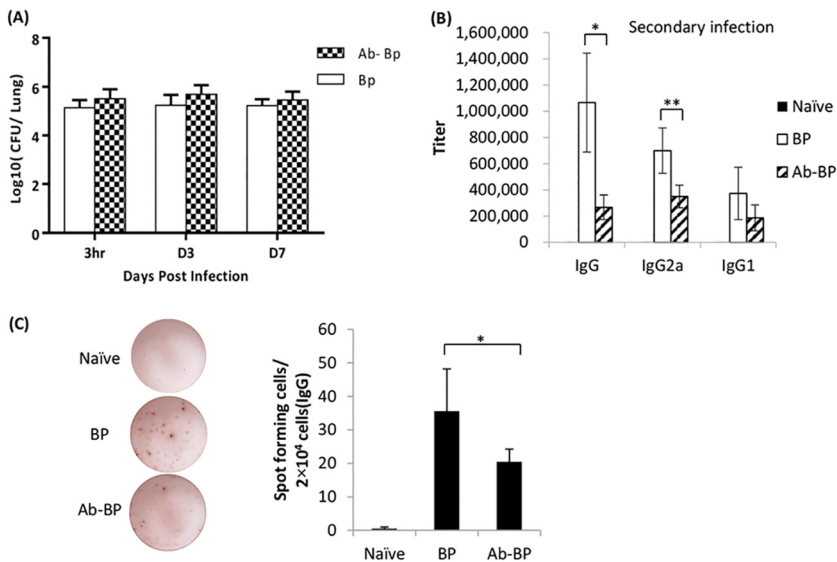 (A)
Log10( CFU/ Lung)
10
8
6
4
2
0
3hr
D3
D7
Days Post Infection
Ab- Bp
Bp
(B)
Secondary infection
Titer
1,600,000
1,400,000
1,200,000
1,000,000
800,000
600,000
400,000
200,000
0
*
**
IgG
IgG2a
IgG1
Naïve
BP
Ab-BP
(C)
Naïve
BP
Ab-BP
Spot forming cells/
2×10⁴ cells(IgG)
60
50
40
30
20
10
0
*
Naïve
BP
Ab-BP